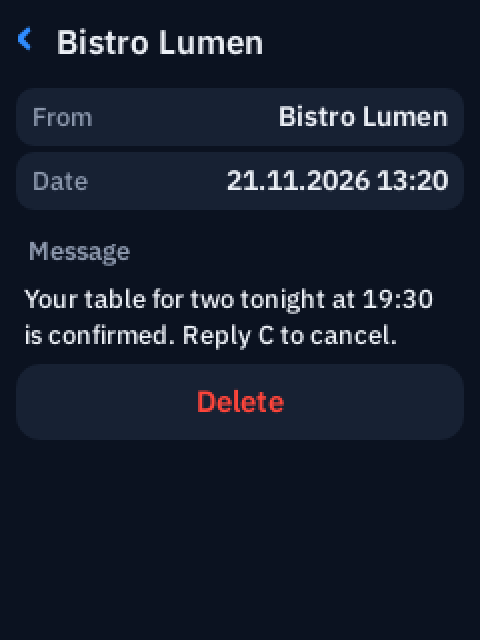 Bistro Lumen
From Bistro Lumen
Date 21.11.2026 13:20
Message
Your table for two tonight at 19:30
is confirmed. Reply C to cancel.
Delete